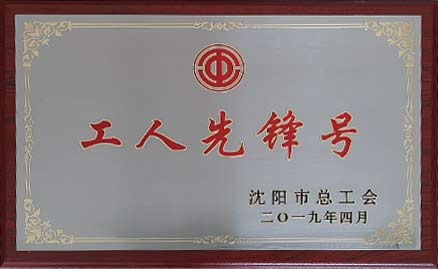 工人先锋号
沈阳市总工会
二〇一九年四月